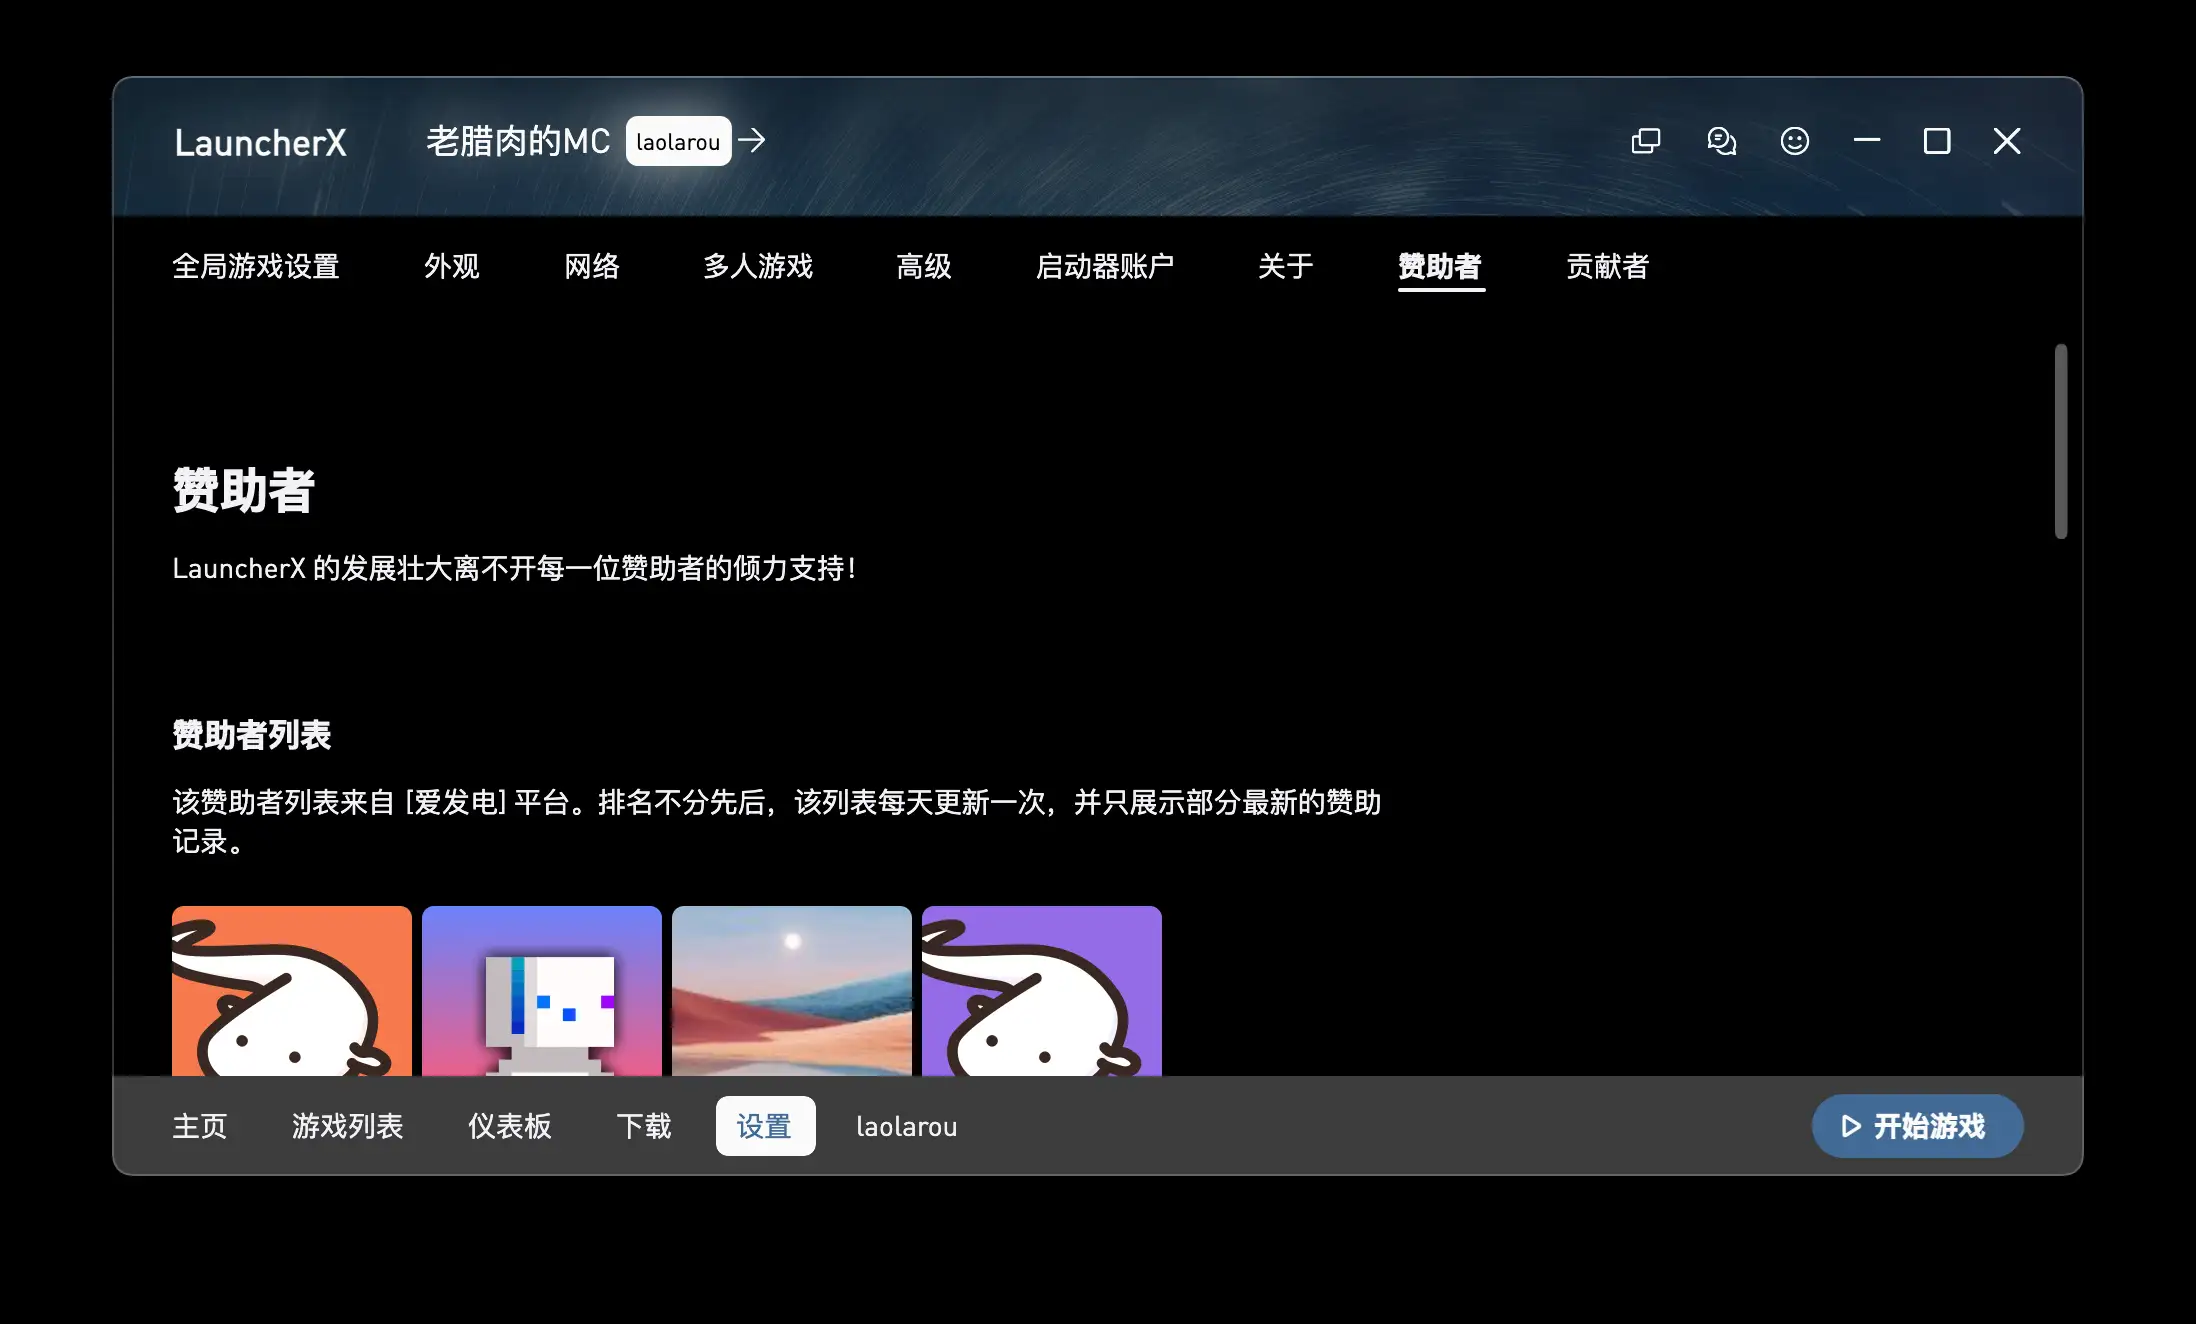 LauncherX
老腊肉的MC laolarou
全局游戏设置 外观 网络 多人游戏 高级 启动器账户 关于 赞助者 贡献者
赞助者
LauncherX 的发展壮大离不开每一位赞助者的倾力支持！
赞助者列表
该赞助者列表来自 [爱发电] 平台。排名不分先后，该列表每天更新一次，并只展示部分最新的赞助
记录。
主页 游戏列表 仪表板 下载 设置 laolarou 开始游戏